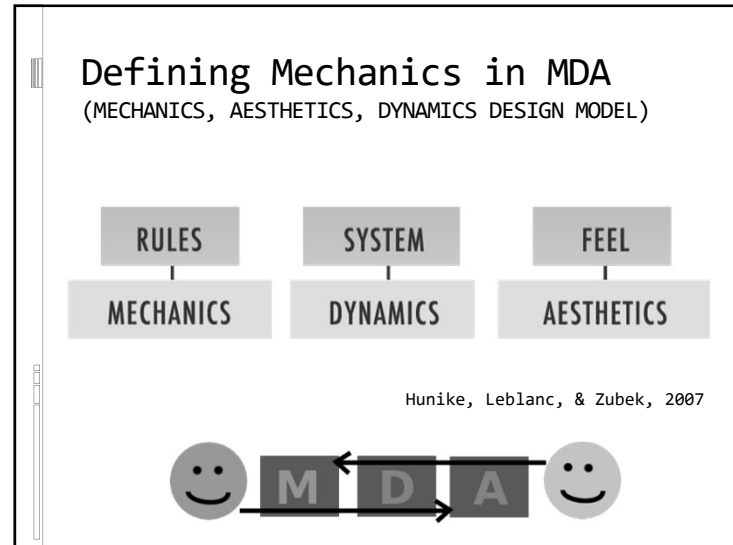 Defining Mechanics in MDA
(MECHANICS, AESTHETICS, DYNAMICS DESIGN MODEL)
RULES SYSTEM FEEL
MECHANICS DYNAMICS AESTHETICS
Hunike, Leblanc, & Zubek, 2007
M D A